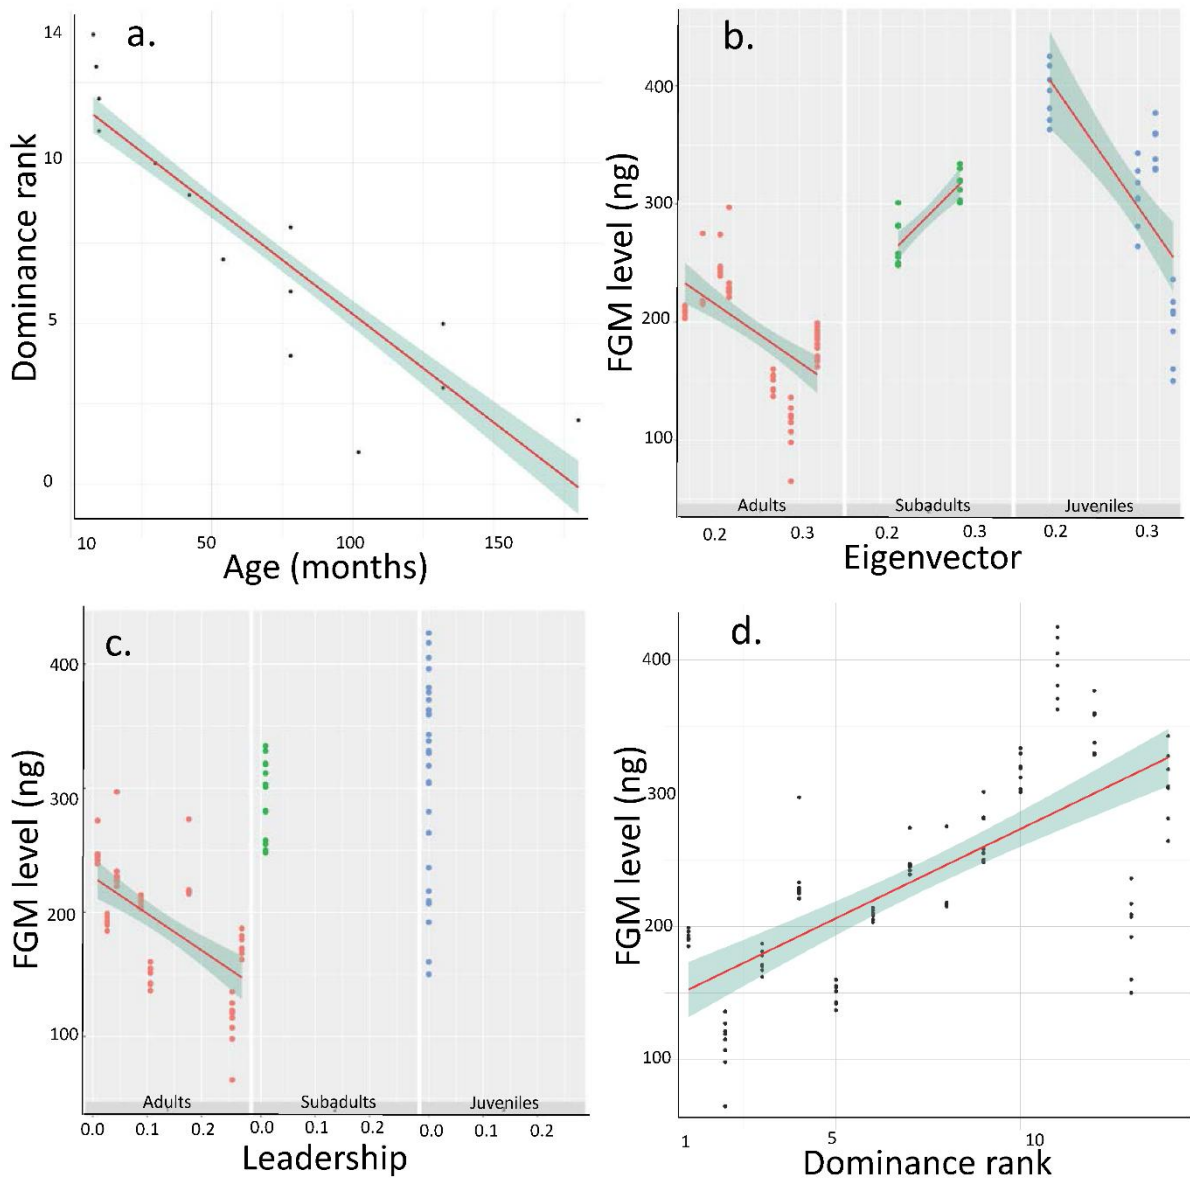 a.
Dominance rank
14
10
5
0
10 50 100 150
Age (months)
b.
FGM level (ng)
400
300
200
100
Adults Subadults Juveniles
0.2 0.3 0.2 0.3 0.2 0.3
Eigenvector
c.
FGM level (ng)
400
300
200
100
Adults Subadults Juveniles
0.0 0.1 0.2 0.0 0.1 0.2 0.0 0.1 0.2
Leadership
d.
FGM level (ng)
400
300
200
100
1 5 10
Dominance rank